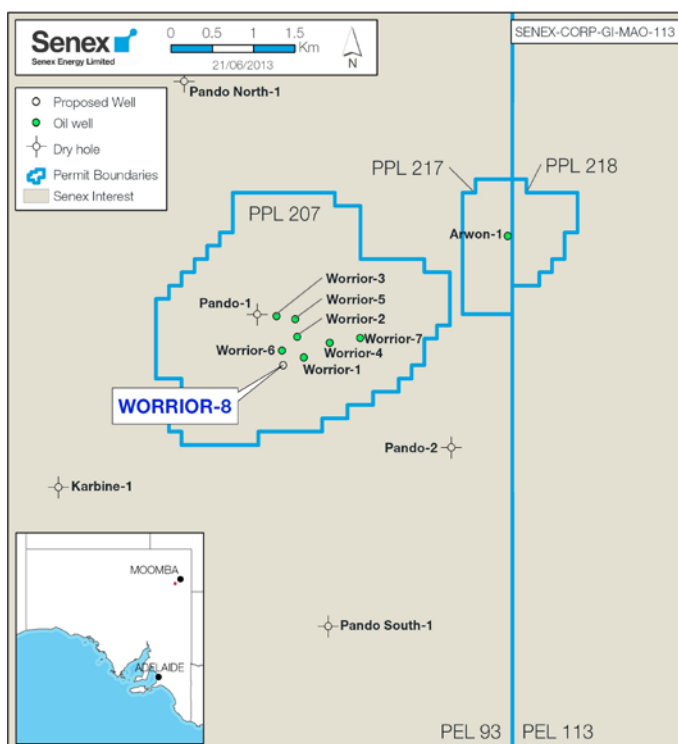 Senex
Senex Energy Limited
0 0.5 1 1.5
Km
21/06/2013
N
SENEX-CORP-GI-MAO-113
Pando North-1
Proposed Well
Oil well
Dry hole
Permit Boundaries
Senex Interest
PPL 217
PPL 218
PPL 207
Arwon-1
Worrior-3
Pando-1
Worrior-5
Worrior-2
Worrior-7
Worrior-6
Worrior-4
Worrior-1
WORRIOR-8
Pando-2
Karbine-1
MOOMBA
ADELAIDE
Pando South-1
PEL 93
PEL 113